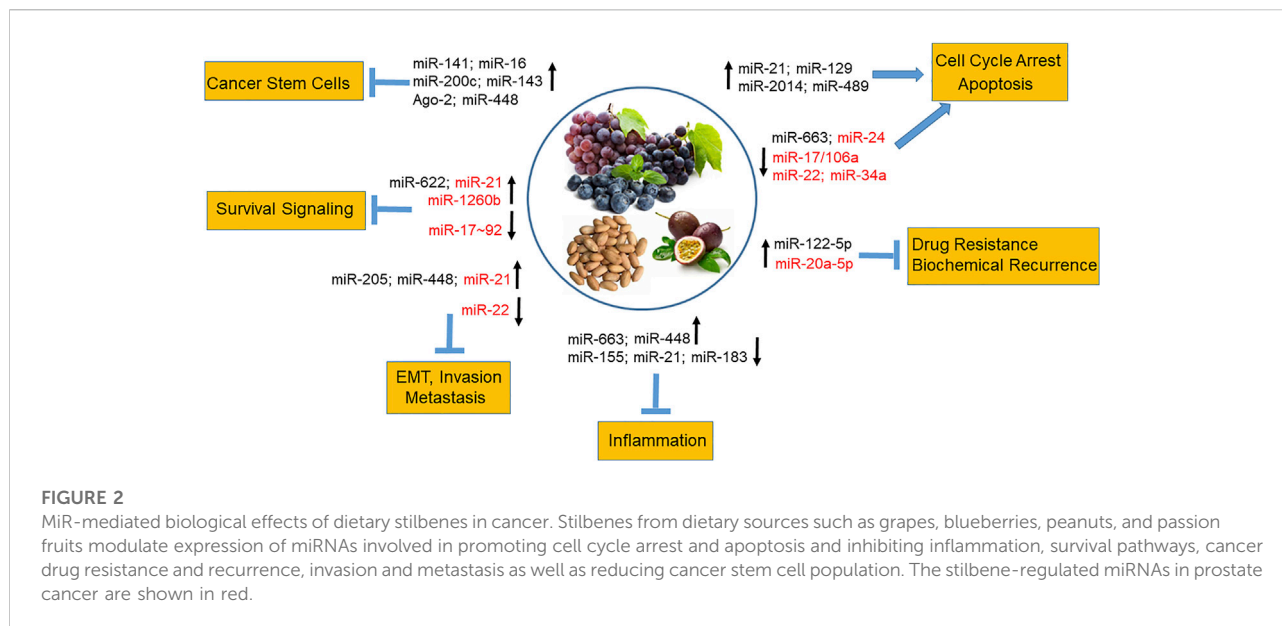 Cancer Stem Cells
miR-141; miR-16
miR-200c; miR-143
Ago-2; miR-448
miR-21; miR-129
miR-2014; miR-489
Cell Cycle Arrest
Apoptosis
miR-663; miR-24
miR-17/106a
miR-22; miR-34a
Survival Signaling
miR-622; miR-21
miR-1260b
miR-17~92
miR-122-5p
miR-20a-5p
Drug Resistance
Biochemical Recurrence
miR-205; miR-448; miR-21
miR-22
EMT, Invasion
Metastasis
miR-663; miR-448
miR-155; miR-21; miR-183
Inflammation
FIGURE 2
MiR-mediated biological effects of dietary stilbenes in cancer. Stilbenes from dietary sources such as grapes, blueberries, peanuts, and passion
fruits modulate expression of miRNAs involved in promoting cell cycle arrest and apoptosis and inhibiting inflammation, survival pathways, cancer
drug resistance and recurrence, invasion and metastasis as well as reducing cancer stem cell population. The stilbene-regulated miRNAs in prostate
cancer are shown in red.